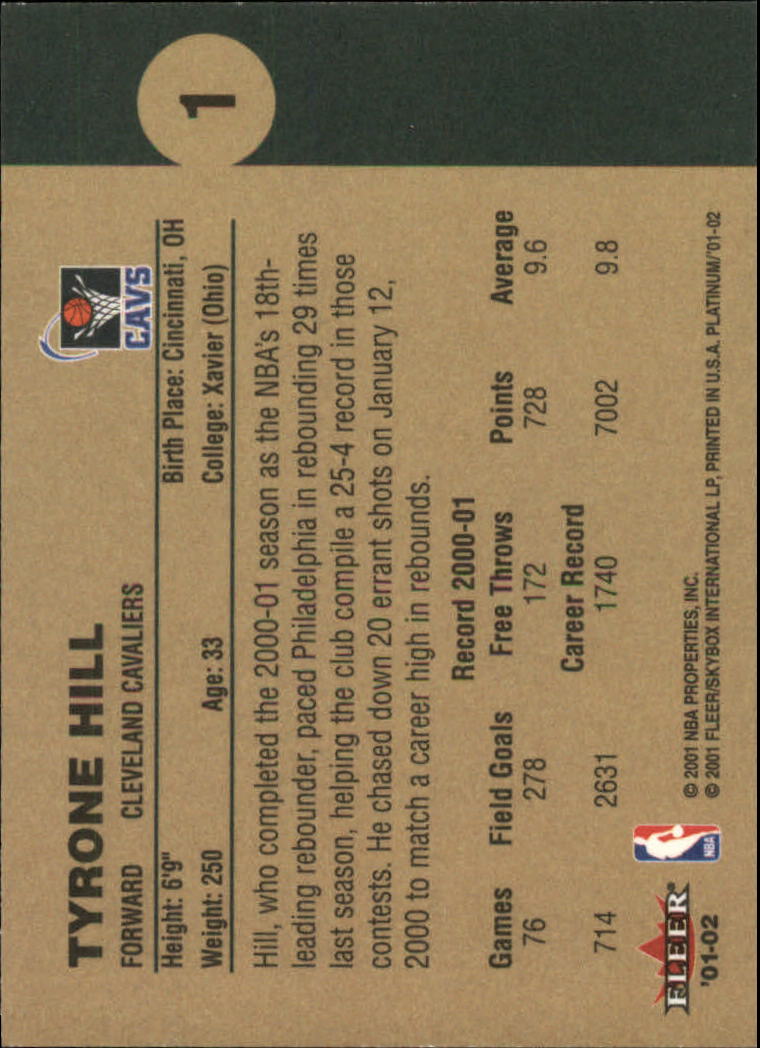 1
CAVS
TYRONE HILL
FORWARD CLEVELAND CAVALIERS
Height: 6'9" Birth Place: Cincinnati, OH
Weight: 250 Age: 33 College: Xavier (Ohio)
Hill, who completed the 2000-01 season as the NBA's 18th-
leading rebounder, paced Philadelphia in rebounding 29 times
last season, helping the club compile a 25-4 record in those
contests. He chased down 20 errant shots on January 12,
2000 to match a career high in rebounds.
Record 2000-01
Games Field Goals Free Throws Points Average
76 278 172 728 9.6
Career Record
714 2631 1740 7002 9.8
FLEER®
'01-02
NBA
© 2001 NBA PROPERTIES, INC.
© 2001 FLEER/SKYBOX INTERNATIONAL LP, PRINTED IN U.S.A. PLATINUM/'01-02